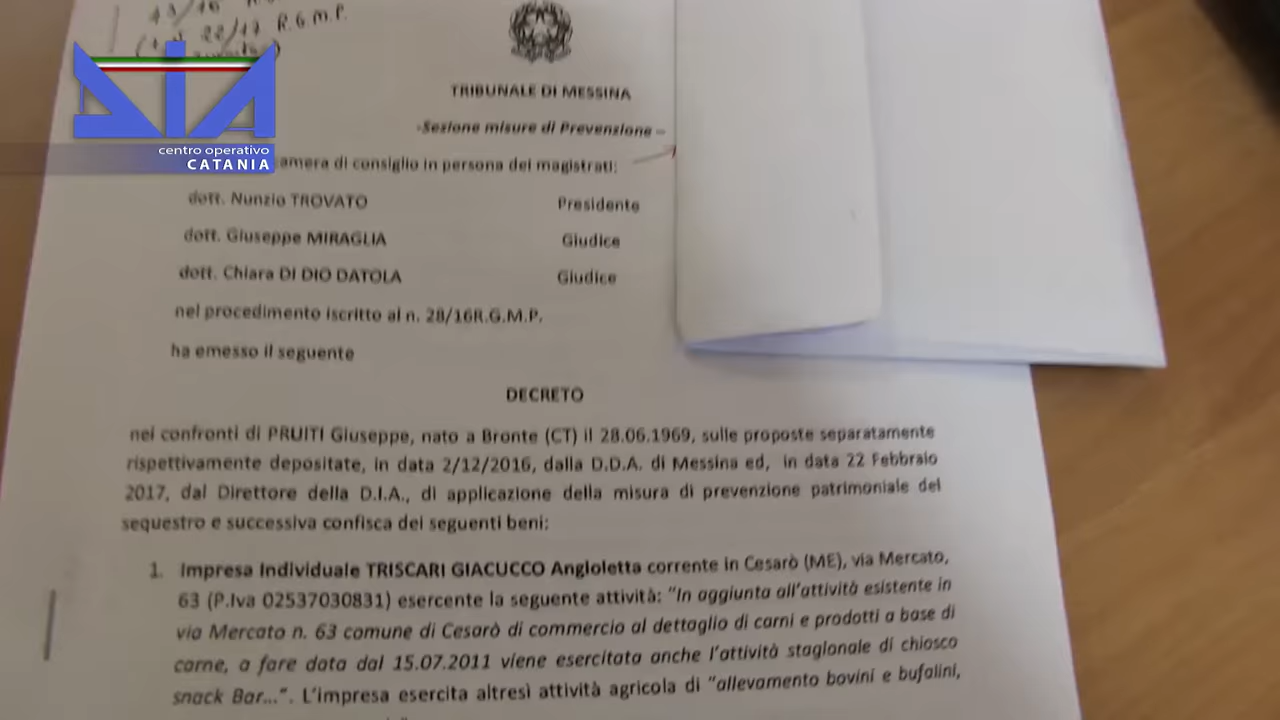 22/17 R.G.M.P.
DIA
centro operativo
CATANIA
TRIBUNALE DI MESSINA
-Sezione misure di Prevenzione –
camera di consiglio in persona dei magistrati:
dott. Nunzio TROVATO Presidente
dott. Giuseppe MIRAGLIA Giudice
dott. Chiara DI DIO DATOLA Giudice
nel procedimento iscritto al n. 28/16R.G.M.P.
ha emesso il seguente
DECRETO
nei confronti di PRUITI Giuseppe, nato a Bronte (CT) il 28.06.1969, sulle proposte separatamente
rispettivamente depositate, in data 2/12/2016, dalla D.D.A. di Messina ed, in data 22 Febbraio
2017, dal Direttore della D.I.A., di applicazione della misura di prevenzione patrimoniale del
sequestro e successiva confisca dei seguenti beni:
1. Impresa Individuale TRISCARI GIACUCCO Angioletta corrente in Cesarò (ME), via Mercato,
63 (P.Iva 02537030831) esercente la seguente attività: "In aggiunta all'attività esistente in
via Mercato n. 63 comune di Cesarò di commercio al dettaglio di carni e prodotti a base di
carne, a fare data dal 15.07.2011 viene esercitata anche l'attività stagionale di chiosco
snack Bar...". L'impresa esercita altresì attività agricola di "allevamento bovini e bufalini,